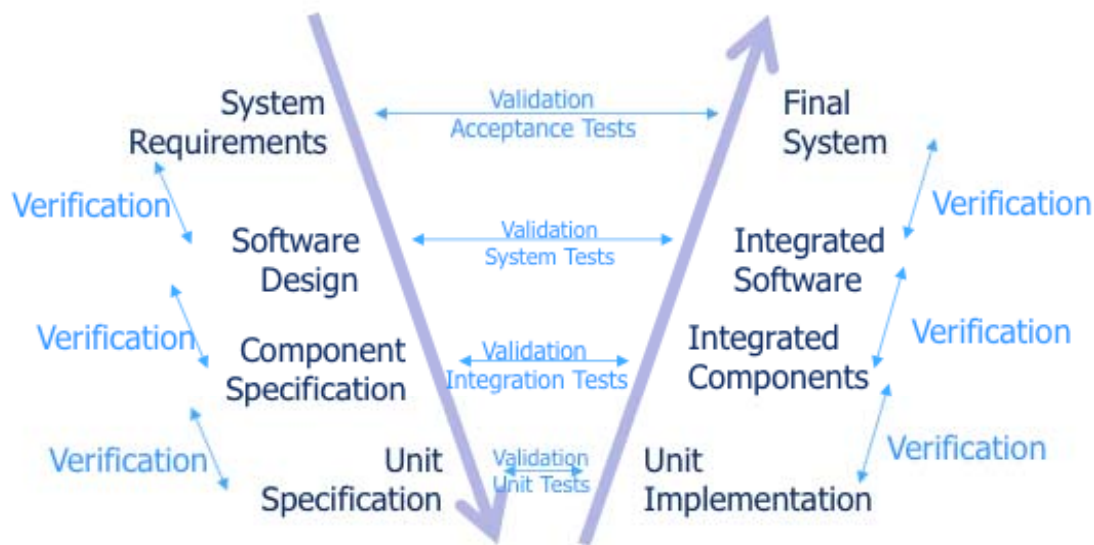 System
Requirements
Validation
Acceptance Tests
Final
System
Verification
Verification
Software
Design
Validation
System Tests
Integrated
Software
Verification
Verification
Component
Specification
Validation
Integration Tests
Integrated
Components
Verification
Verification
Unit
Specification
Validation
Unit Tests
Unit
Implementation